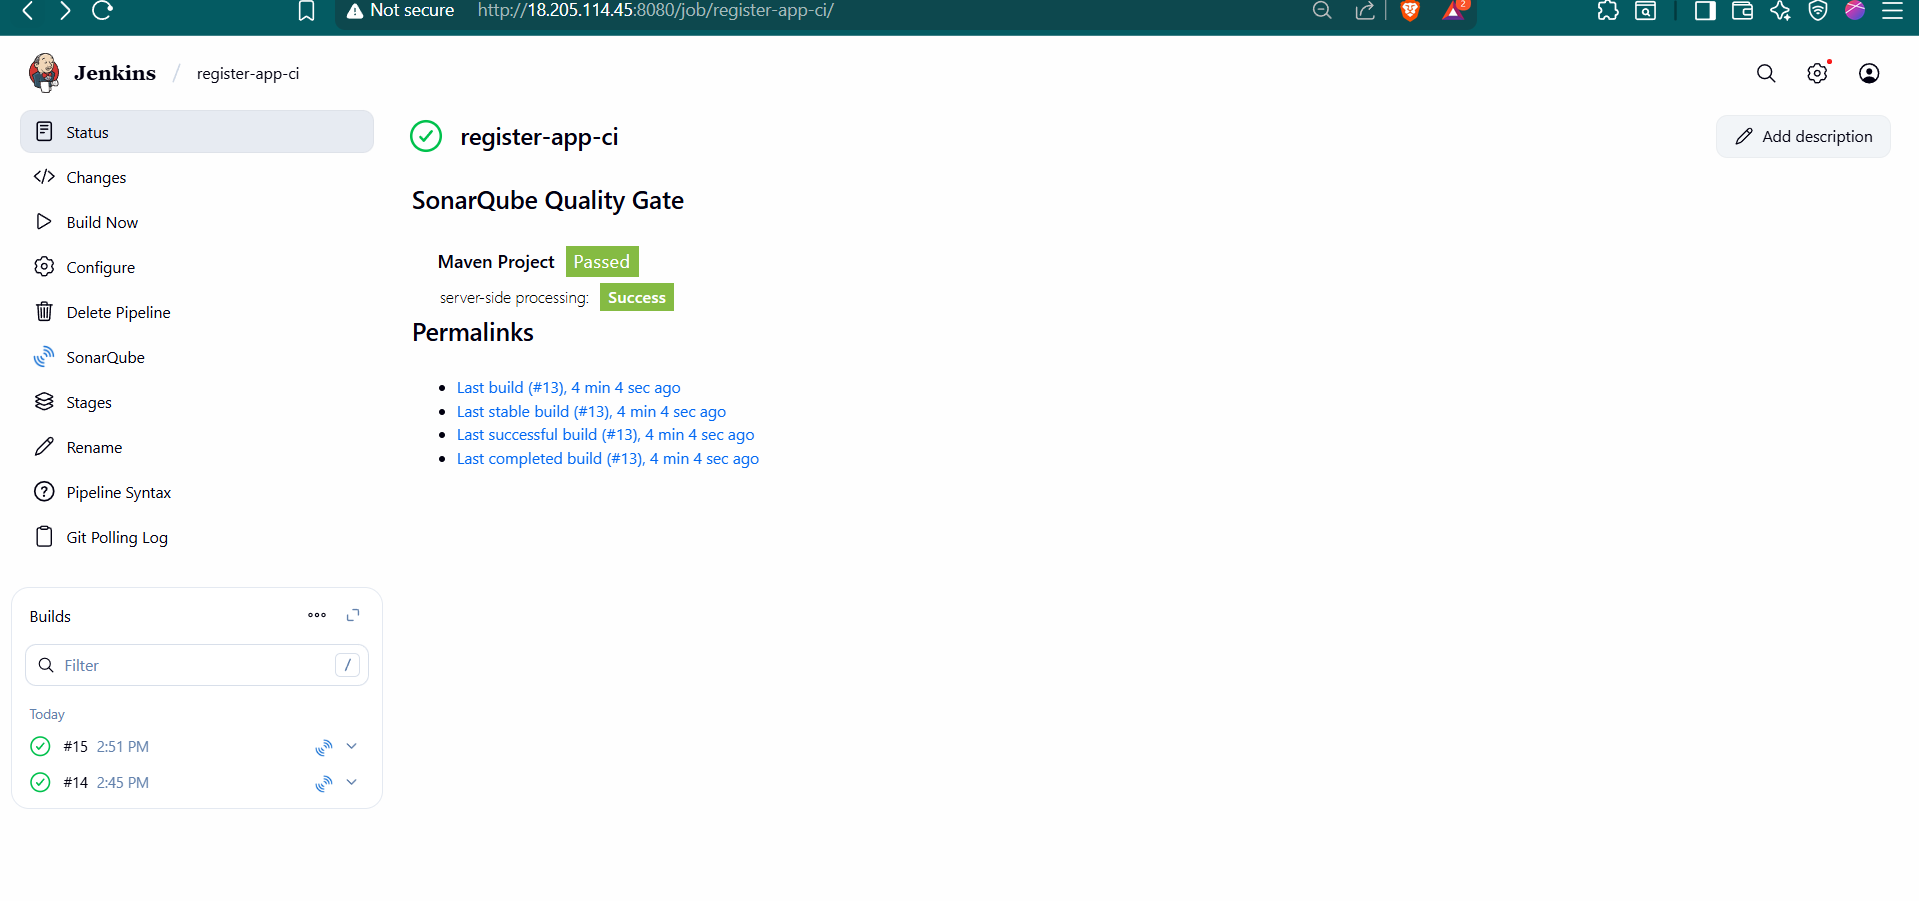 Not secure http://18.205.114.45:8080/job/register-app-ci/ 2
Jenkins / register-app-ci
Status
Changes
Build Now
Configure
Delete Pipeline
SonarQube
Stages
Rename
Pipeline Syntax
Git Polling Log
Builds
Filter /
Today
#15 2:51 PM
#14 2:45 PM
register-app-ci
Add description
SonarQube Quality Gate
Maven Project Passed
server-side processing: Success
Permalinks
Last build (#13), 4 min 4 sec ago
Last stable build (#13), 4 min 4 sec ago
Last successful build (#13), 4 min 4 sec ago
Last completed build (#13), 4 min 4 sec ago